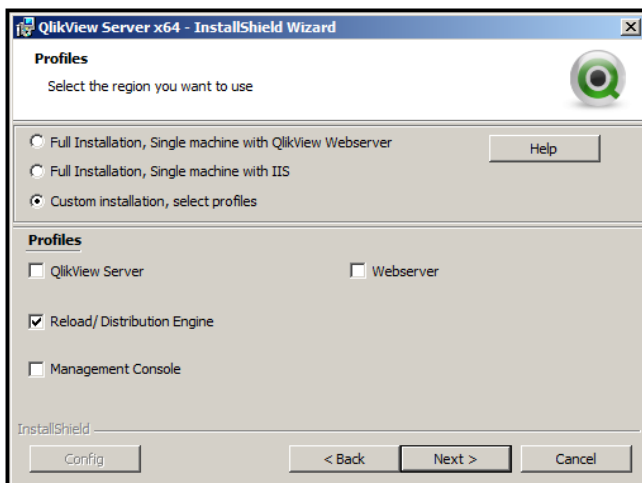 QlikView Server x64 - InstallShield Wizard
Profiles
Select the region you want to use
Full Installation, Single machine with QlikView Webserver
Help
Full Installation, Single machine with IIS
Custom installation, select profiles
Profiles
QlikView Server
Webserver
Reload/Distribution Engine
Management Console
InstallShield
Config
< Back
Next >
Cancel